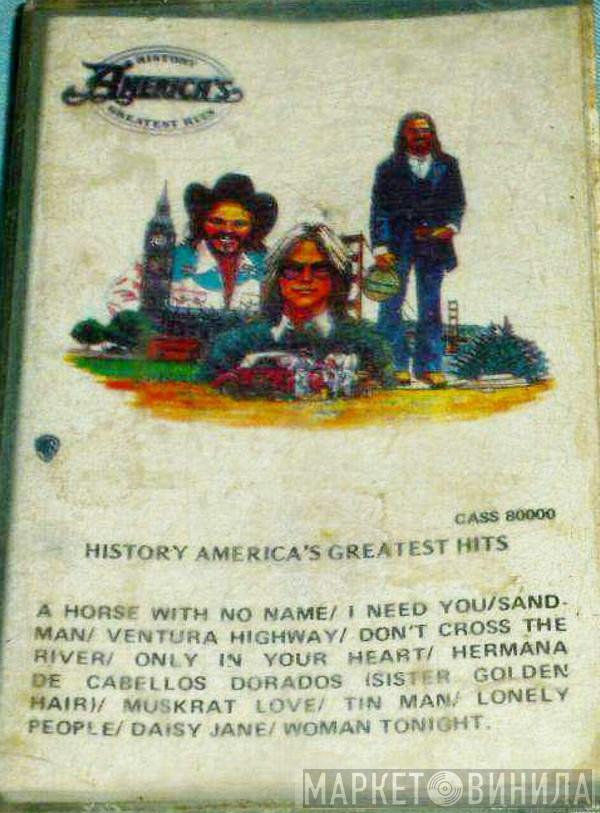 HISTORY
AMERICA'S
GREATEST HITS
CASS 80000
HISTORY AMERICA'S GREATEST HITS
A HORSE WITH NO NAME/ I NEED YOU/SAND-
MAN/ VENTURA HIGHWAY/ DON'T CROSS THE
RIVER/ ONLY IN YOUR HEART/ HERMANA
DE CABELLOS DORADOS (SISTER GOLDEN
HAIR)/ MUSKRAT LOVE/ TIN MAN/ LONELY
PEOPLE/ DAISY JANE/ WOMAN TONIGHT.
МАРКЕТ ВИНИЛА